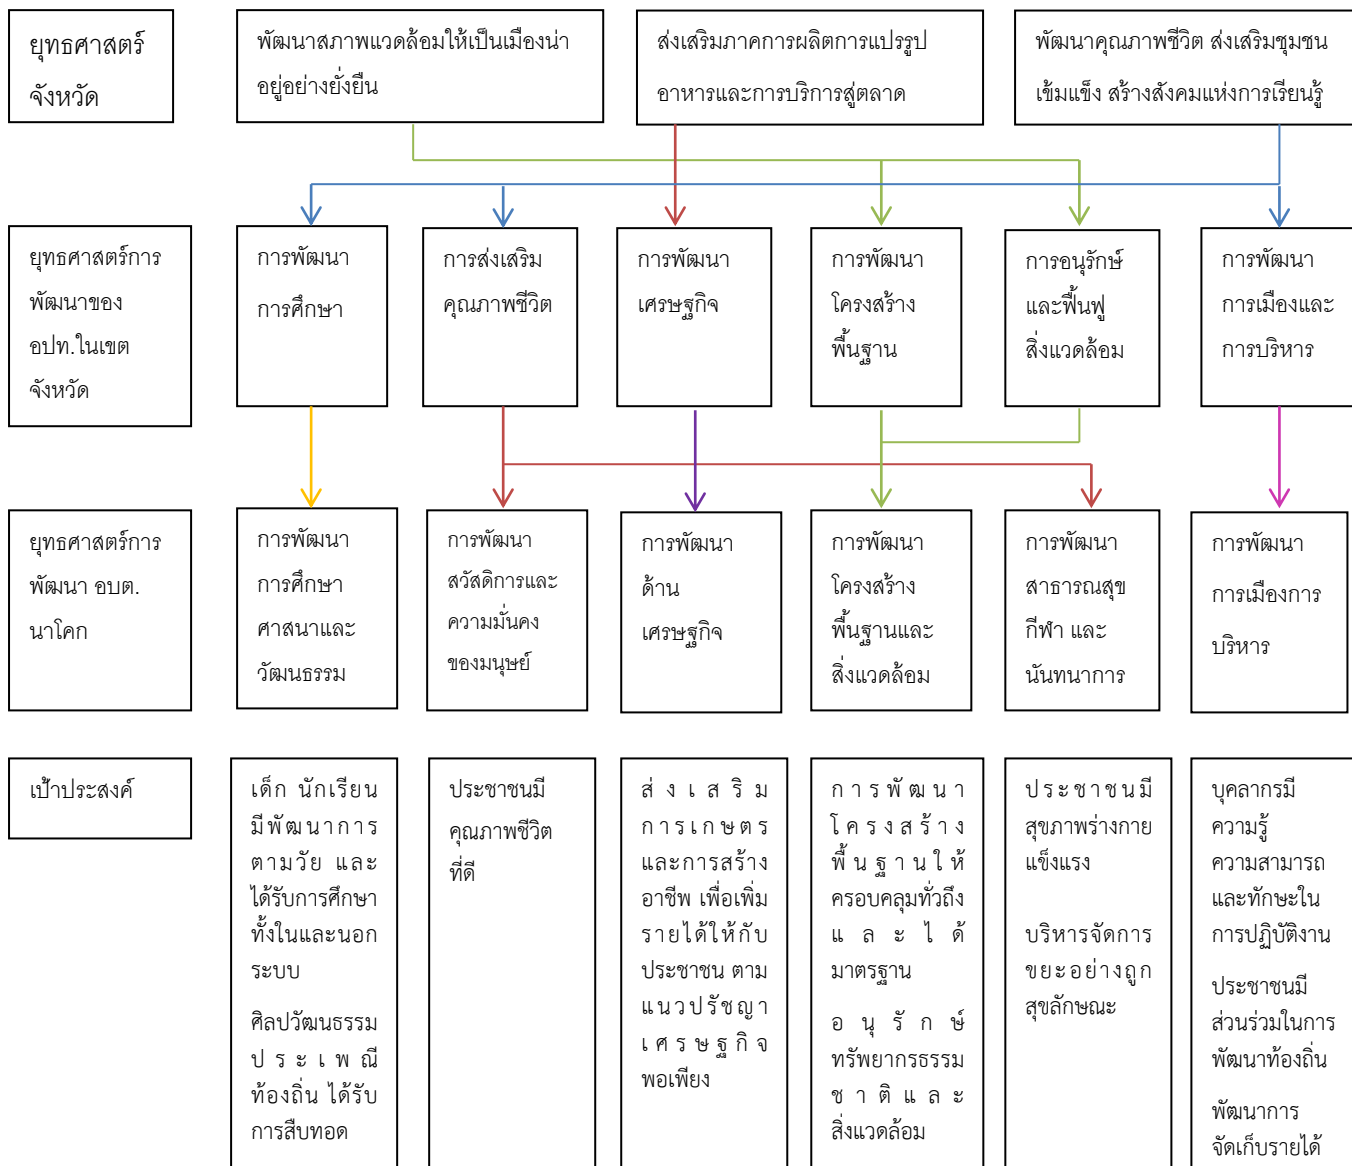 ยุทธศาสตร์
จังหวัด
พัฒนาสภาพแวดล้อมให้เป็นเมืองน่า
อยู่อย่างยั่งยืน
ส่งเสริมภาคการผลิตการแปรรูป
อาหารและการบริการสู่ตลาด
พัฒนาคุณภาพชีวิต ส่งเสริมชุมชน
เข้มแข็ง สร้างสังคมแห่งการเรียนรู้
ยุทธศาสตร์การ
พัฒนาของ
อปท.ในเขต
จังหวัด
การพัฒนา
การศึกษา
การส่งเสริม
คุณภาพชีวิต
การพัฒนา
เศรษฐกิจ
การพัฒนา
โครงสร้าง
พื้นฐาน
การอนุรักษ์
และฟื้นฟู
สิ่งแวดล้อม
การพัฒนา
การเมืองและ
การบริหาร
ยุทธศาสตร์การ
พัฒนา อบต.
นาโคก
การพัฒนา
การศึกษา
ศาสนาและ
วัฒนธรรม
การพัฒนา
สวัสดิการและ
ความมั่นคง
ของมนุษย์
การพัฒนา
ด้าน
เศรษฐกิจ
การพัฒนา
โครงสร้าง
พื้นฐานและ
สิ่งแวดล้อม
การพัฒนา
สาธารณสุข
กีฬา และ
นันทนาการ
การพัฒนา
การเมืองการ
บริหาร
เป้าประสงค์
เด็ก นักเรียน
มีพัฒนาการ
ตามวัย และ
ได้รับการศึกษา
ทั้งในและนอก
ระบบ
ศิลปวัฒนธรรม
ประเพณี
ท้องถิ่น ได้รับ
การสืบทอด
ประชาชนมี
คุณภาพชีวิต
ที่ดี
ส่งเสริม
การเกษตร
และการสร้าง
อาชีพ เพื่อเพิ่ม
รายได้ให้กับ
ประชาชน ตาม
แนวปรัชญา
เศรษฐกิจ
พอเพียง
การพัฒนา
โครงสร้าง
พื้นฐานให้
ครอบคลุมทั่วถึง
และได้
มาตรฐาน
อนุรักษ์
ทรัพยากรธรรม
ชาติและ
สิ่งแวดล้อม
ประชาชนมี
สุขภาพร่างกาย
แข็งแรง
บริหารจัดการ
ขยะอย่างถูก
สุขลักษณะ
บุคลากรมี
ความรู้
ความสามารถ
และทักษะใน
การปฏิบัติงาน
ประชาชนมี
ส่วนร่วมในการ
พัฒนาท้องถิ่น
พัฒนาการ
จัดเก็บรายได้